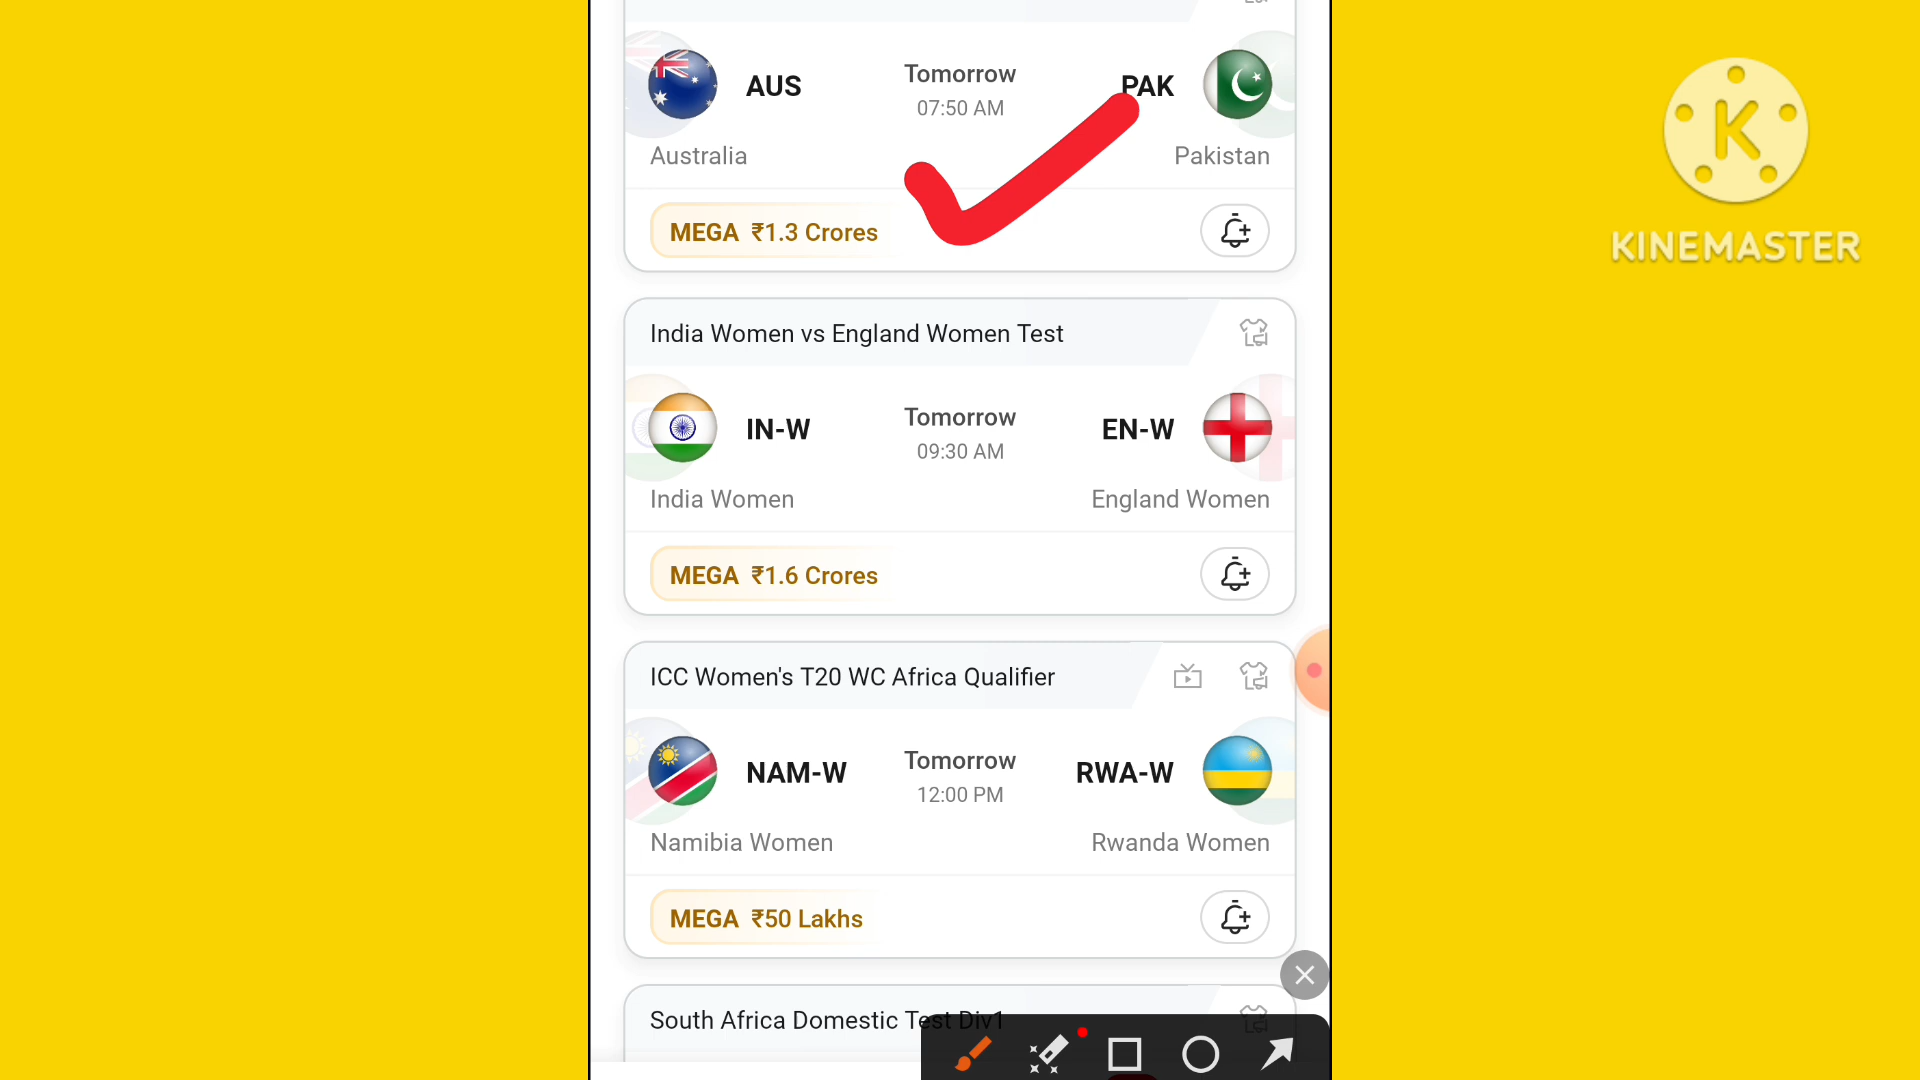 AUS
Tomorrow
PAK
07:50 AM
Australia
Pakistan
MEGA ₹1.3 Crores
K
KINEMASTER
India Women vs England Women Test
IN-W
Tomorrow
EN-W
09:30 AM
India Women
England Women
MEGA ₹1.6 Crores
ICC Women's T20 WC Africa Qualifier
NAM-W
Tomorrow
RWA-W
12:00 PM
Namibia Women
Rwanda Women
MEGA ₹50 Lakhs
South Africa Domestic Test Div1